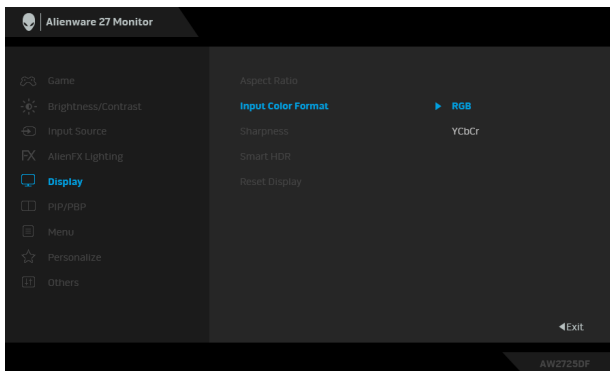 Alienware 27 Monitor
Game
Brightness/Contrast
Input Source
AlienFX Lighting
Display
PIP/PBP
Menu
Personalize
Others
Aspect Ratio
Input Color Format
RGB
YCbCr
Sharpness
Smart HDR
Reset Display
Exit
AW2725DF